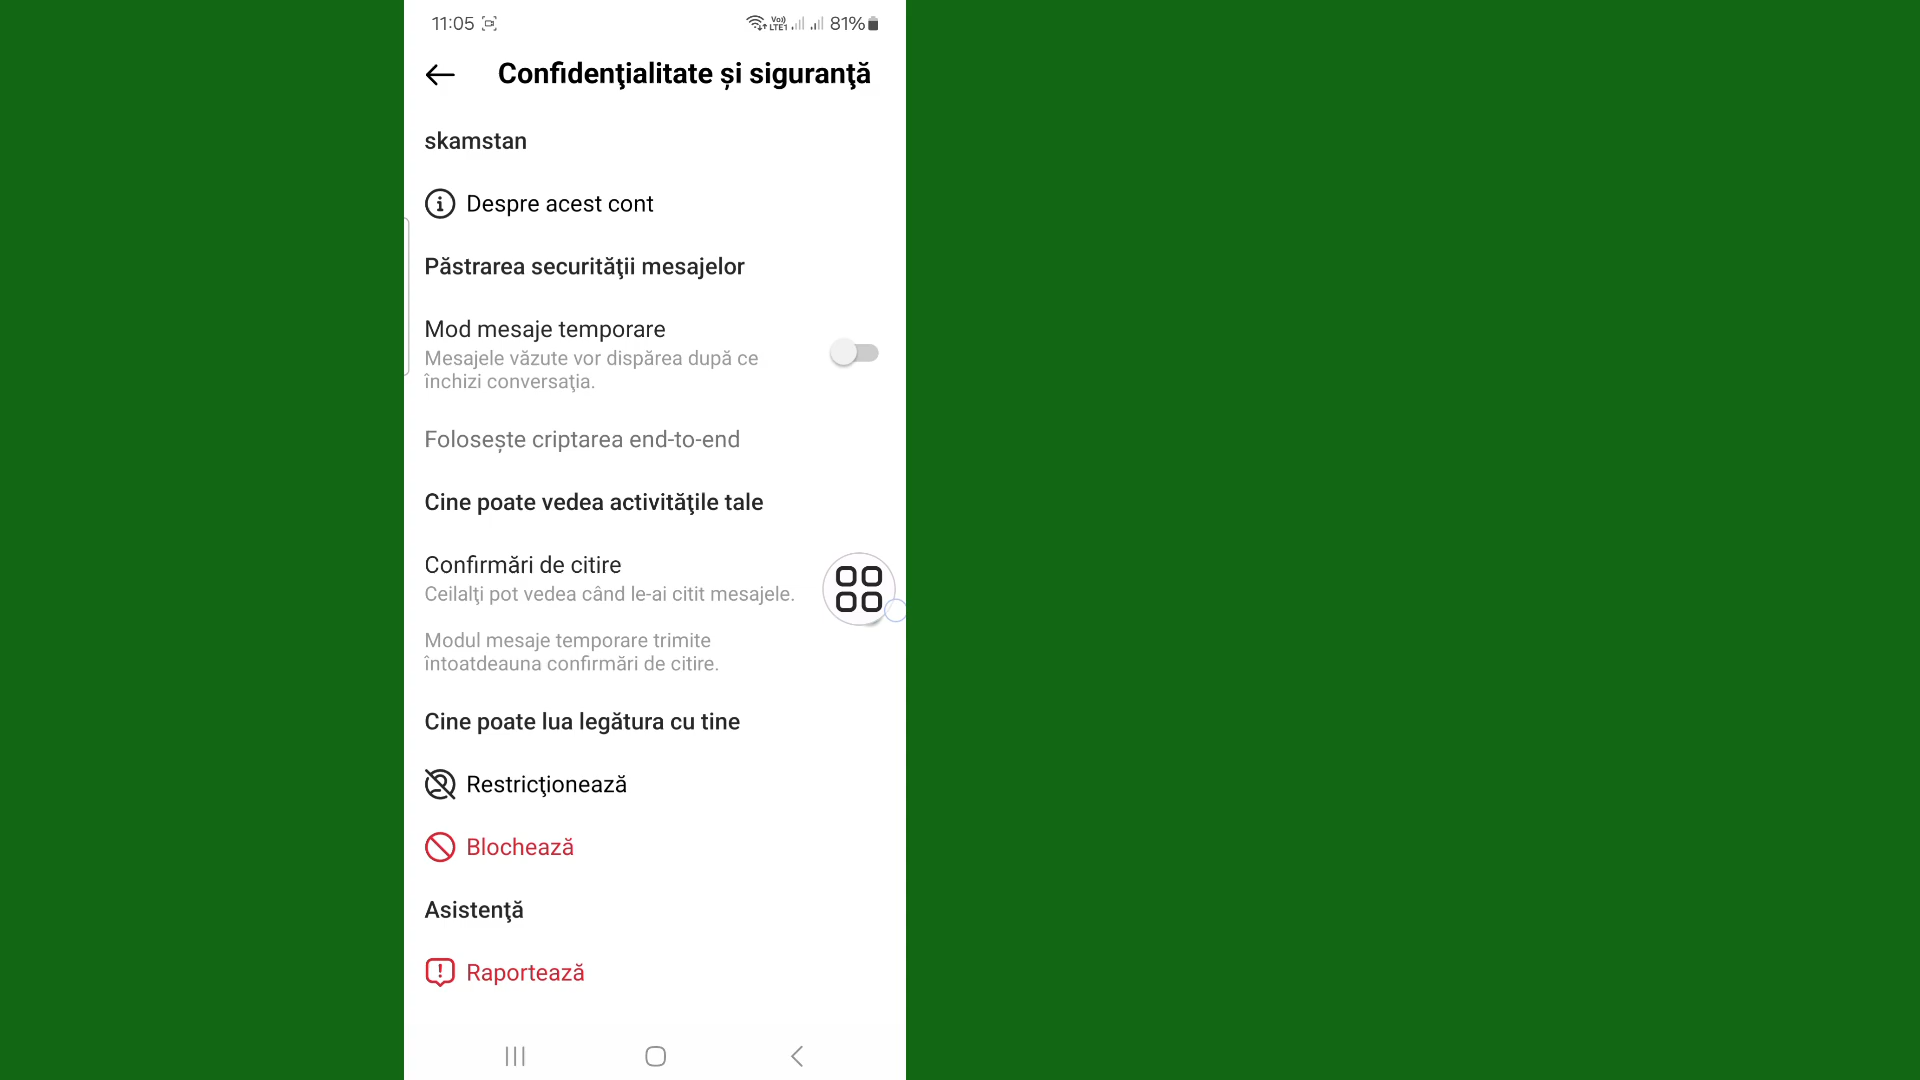 11:05 81%
Vo))
LTE1
Confidenţialitate și siguranţă
skamstan
Despre acest cont
Păstrarea securităţii mesajelor
Mod mesaje temporare
Mesajele văzute vor dispărea după ce
închizi conversaţia.
Folosește criptarea end-to-end
Cine poate vedea activităţile tale
Confirmări de citire
Ceilalţi pot vedea când le-ai citit mesajele.
Modul mesaje temporare trimite
întoatdeauna confirmări de citire.
Cine poate lua legătura cu tine
Restricţionează
Blochează
Asistenţă
Raportează